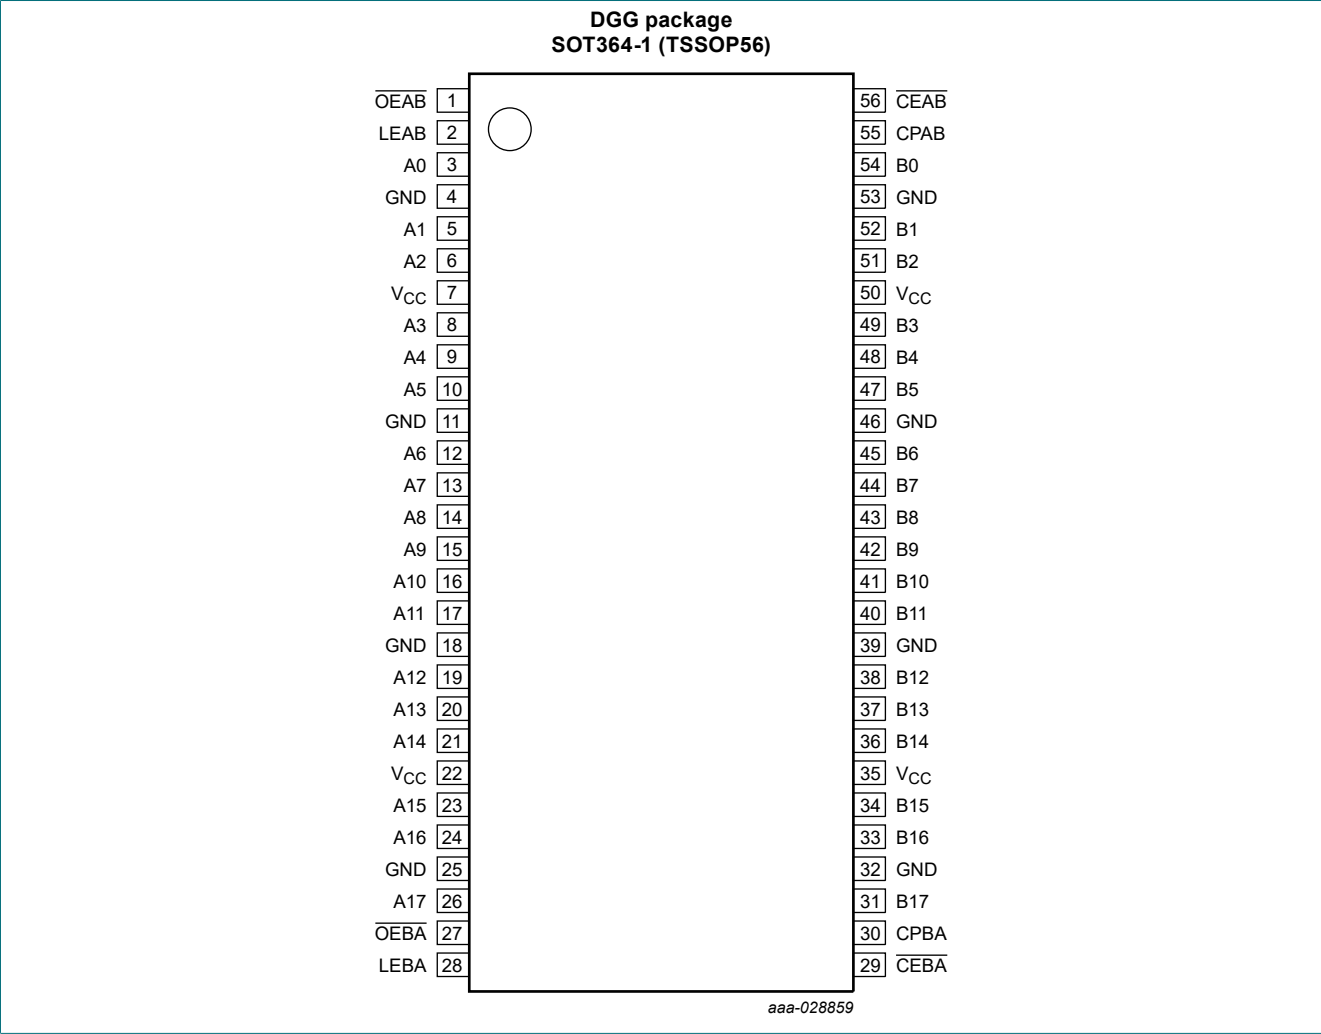 DGG package
SOT364-1 (TSSOP56)
OEAB 1 56 CEAB
LEAB 2 55 CPAB
A0 3 54 B0
GND 4 53 GND
A1 5 52 B1
A2 6 51 B2
VCC 7 50 VCC
A3 8 49 B3
A4 9 48 B4
A5 10 47 B5
GND 11 46 GND
A6 12 45 B6
A7 13 44 B7
A8 14 43 B8
A9 15 42 B9
A10 16 41 B10
A11 17 40 B11
GND 18 39 GND
A12 19 38 B12
A13 20 37 B13
A14 21 36 B14
VCC 22 35 VCC
A15 23 34 B15
A16 24 33 B16
GND 25 32 GND
A17 26 31 B17
OEBA 27 30 CPBA
LEBA 28 29 CEBA
aaa-028859